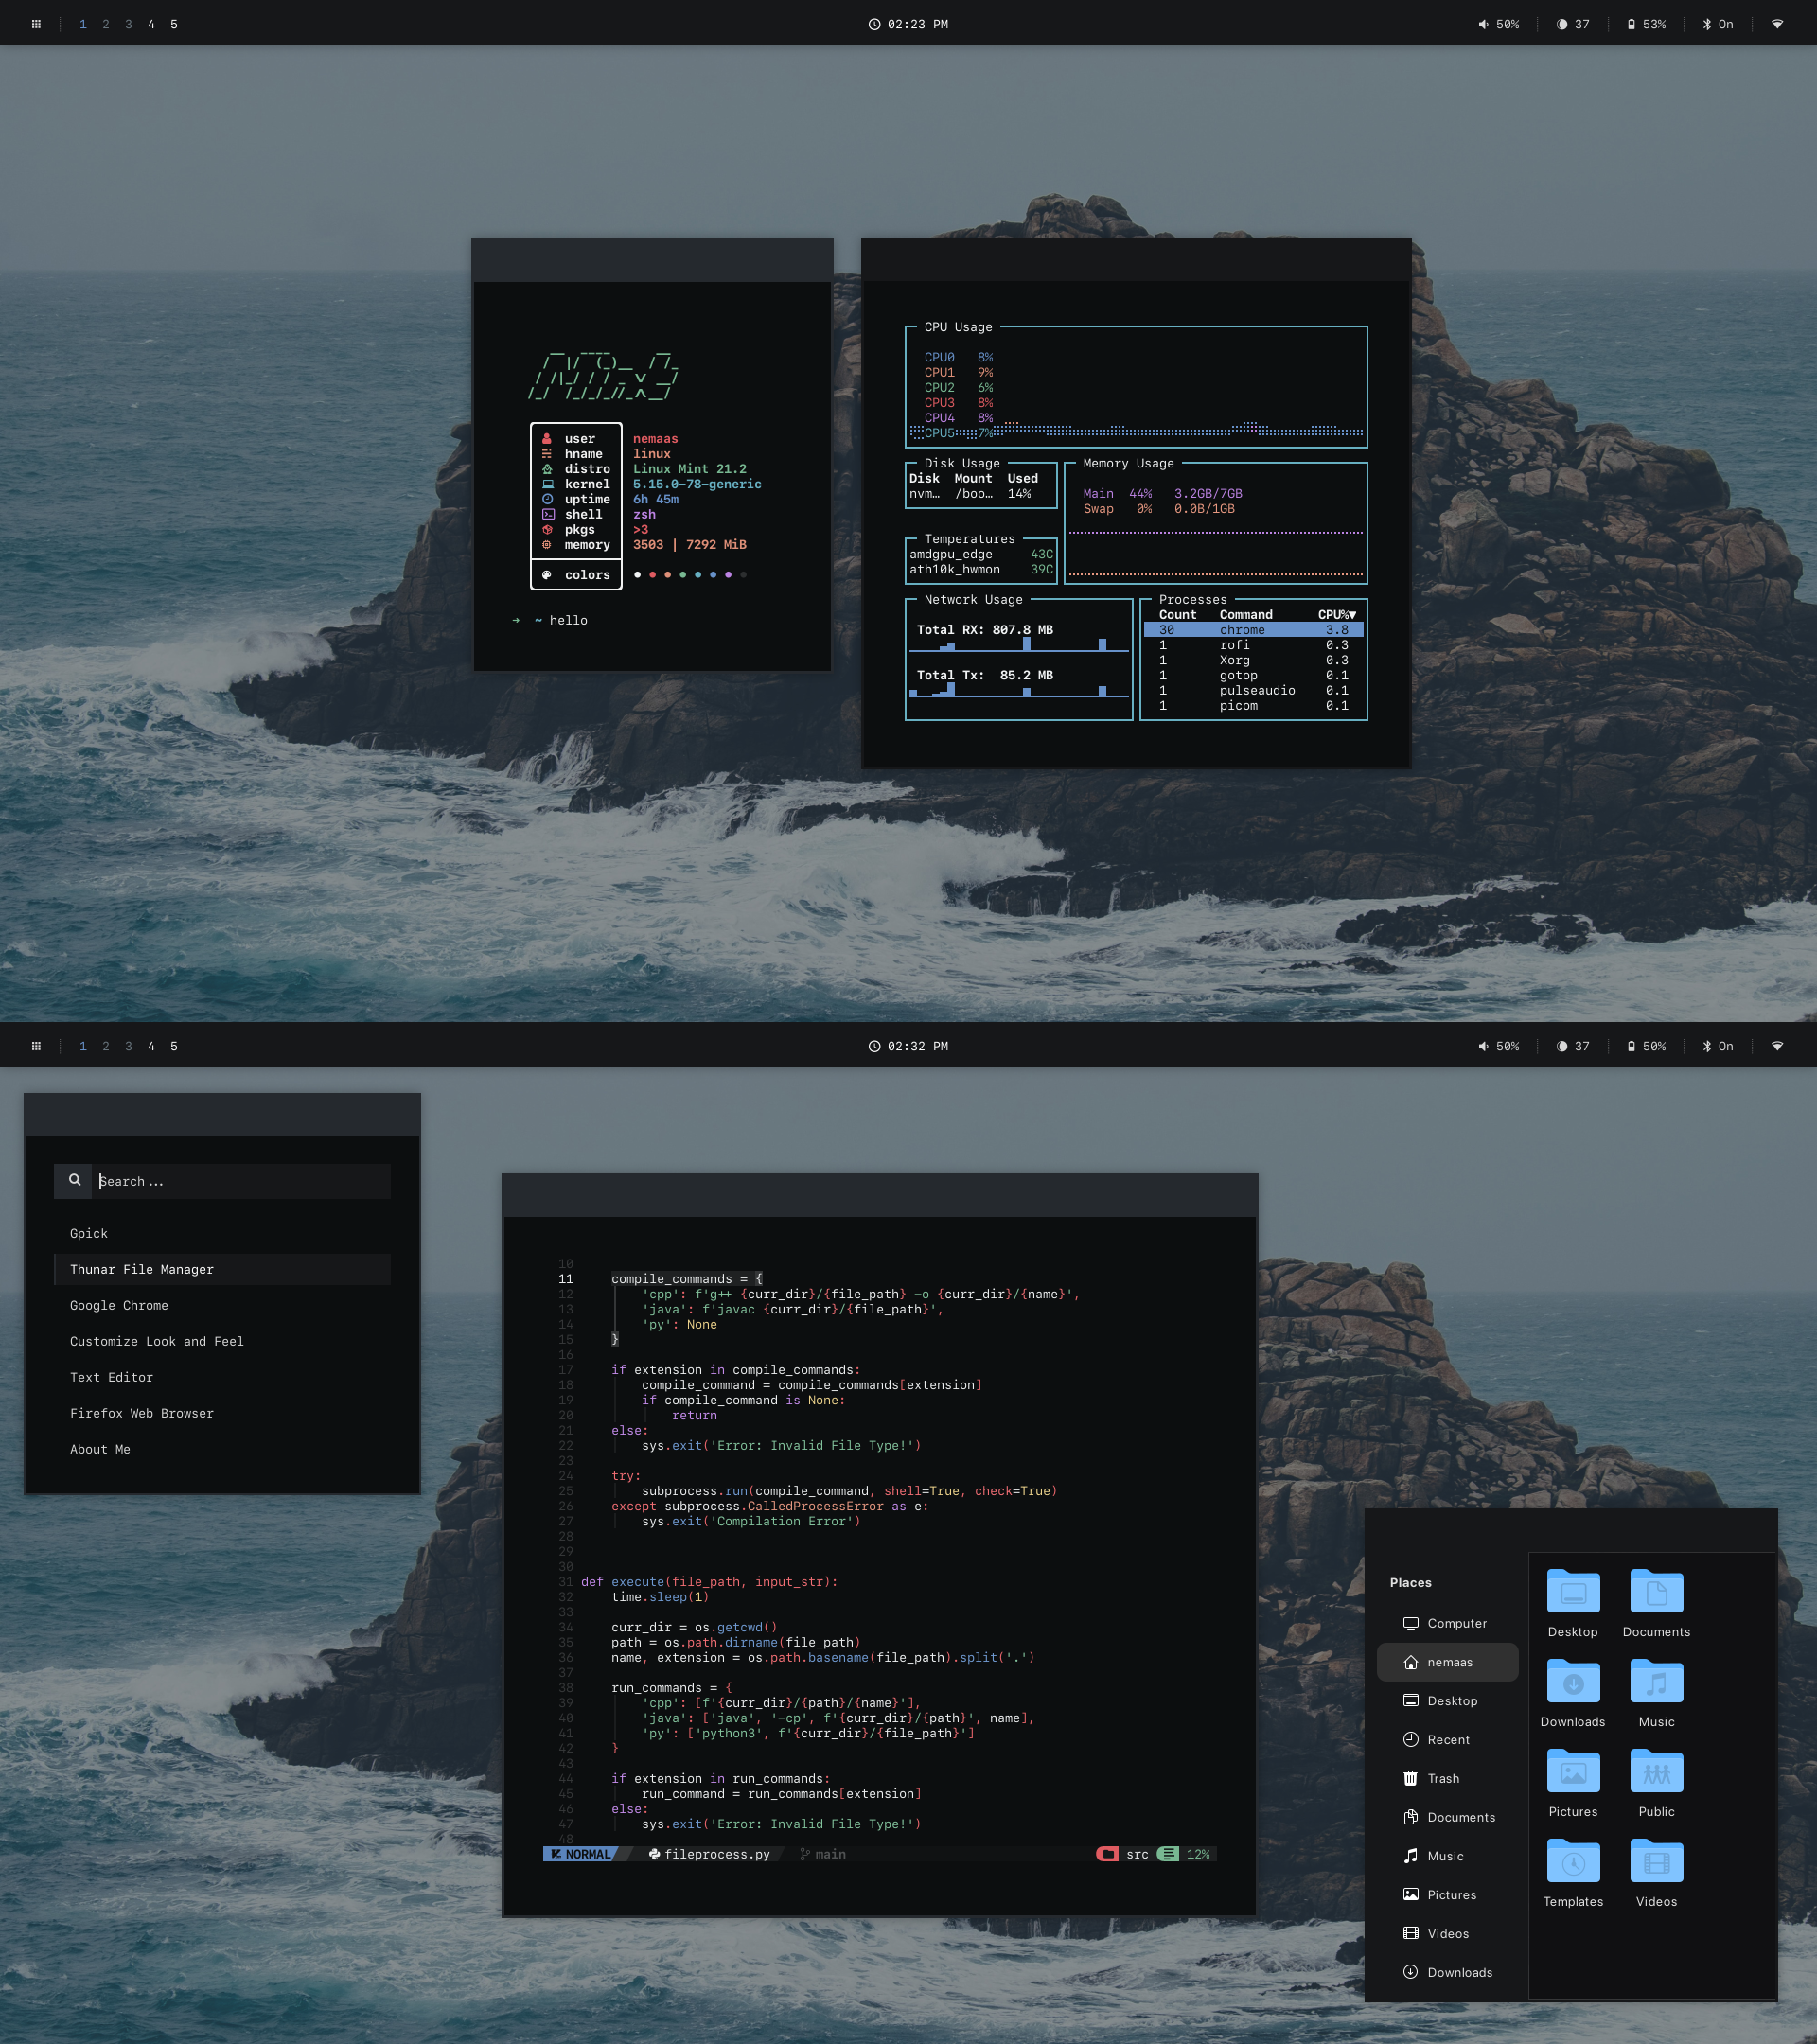 1 2 3 4 5
02:23 PM
50% 37 53% On
user nemaas
hname linux
distro Linux Mint 21.2
kernel 5.15.0-78-generic
uptime 6h 45m
shell zsh
pkgs >3
memory 3503 | 7292 MiB
colors
➜ ~ hello
CPU Usage
CPU0 8%
CPU1 9%
CPU2 6%
CPU3 8%
CPU4 8%
CPU5 7%
Disk Usage
Disk Mount Used
nvm… /boo… 14%
Memory Usage
Main 44% 3.2GB/7GB
Swap 0% 0.0B/1GB
Temperatures
amdgpu_edge 43C
ath10k_hwmon 39C
Network Usage
Total RX: 807.8 MB
Total Tx: 85.2 MB
Processes
Count Command CPU%▼
30 chrome 3.8
1 rofi 0.3
1 Xorg 0.3
1 gotop 0.1
1 pulseaudio 0.1
1 picom 0.1
1 2 3 4 5
02:32 PM
50% 37 50% On
Search...
Gpick
Thunar File Manager
Google Chrome
Customize Look and Feel
Text Editor
Firefox Web Browser
About Me
10
11 compile_commands = {
12 'cpp': f'g++ {curr_dir}/{file_path} -o {curr_dir}/{name}',
13 'java': f'javac {curr_dir}/{file_path}',
14 'py': None
15 }
16
17 if extension in compile_commands:
18 compile_command = compile_commands[extension]
19 if compile_command is None:
20 return
21 else:
22 sys.exit('Error: Invalid File Type!')
23
24 try:
25 subprocess.run(compile_command, shell=True, check=True)
26 except subprocess.CalledProcessError as e:
27 sys.exit('Compilation Error')
28
29
30
31 def execute(file_path, input_str):
32 time.sleep(1)
33
34 curr_dir = os.getcwd()
35 path = os.path.dirname(file_path)
36 name, extension = os.path.basename(file_path).split('.')
37
38 run_commands = {
39 'cpp': [f'{curr_dir}/{path}/{name}'],
40 'java': ['java', '-cp', f'{curr_dir}/{path}', name],
41 'py': ['python3', f'{curr_dir}/{file_path}']
42 }
43
44 if extension in run_commands:
45 run_command = run_commands[extension]
46 else:
47 sys.exit('Error: Invalid File Type!')
48
NORMAL fileprocess.py main src 12%
Places
Computer
nemaas
Desktop
Recent
Trash
Documents
Music
Pictures
Videos
Downloads
Desktop Documents
Downloads Music
Pictures Public
Templates Videos